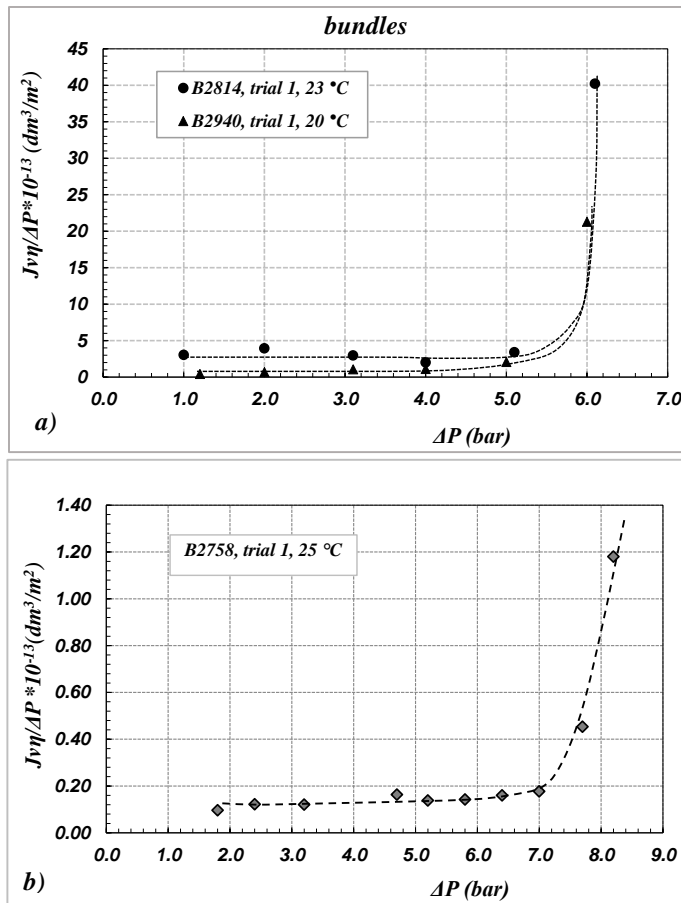 bundles
Jvη/ΔP*10⁻¹³ (dm³/m²)
45
40
35
30
25
20
15
10
5
0
B2814, trial 1, 23 °C
B2940, trial 1, 20 °C
0.0 1.0 2.0 3.0 4.0 5.0 6.0 7.0
a)
ΔP (bar)
Jvη/ΔP *10⁻¹³(dm³/m²)
1.40
1.20
1.00
0.80
0.60
0.40
0.20
0.00
B2758, trial 1, 25 °C
0.0 1.0 2.0 3.0 4.0 5.0 6.0 7.0 8.0 9.0
b)
ΔP (bar)